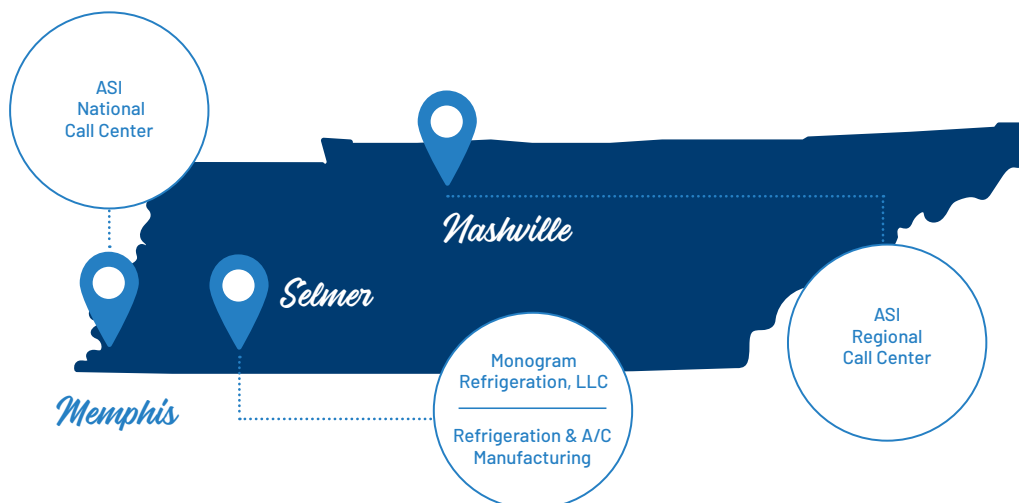 ASI
National
Call Center
Nashville
Selmer
Memphis
Monogram
Refrigeration, LLC
Refrigeration & A/C
Manufacturing
ASI
Regional
Call Center